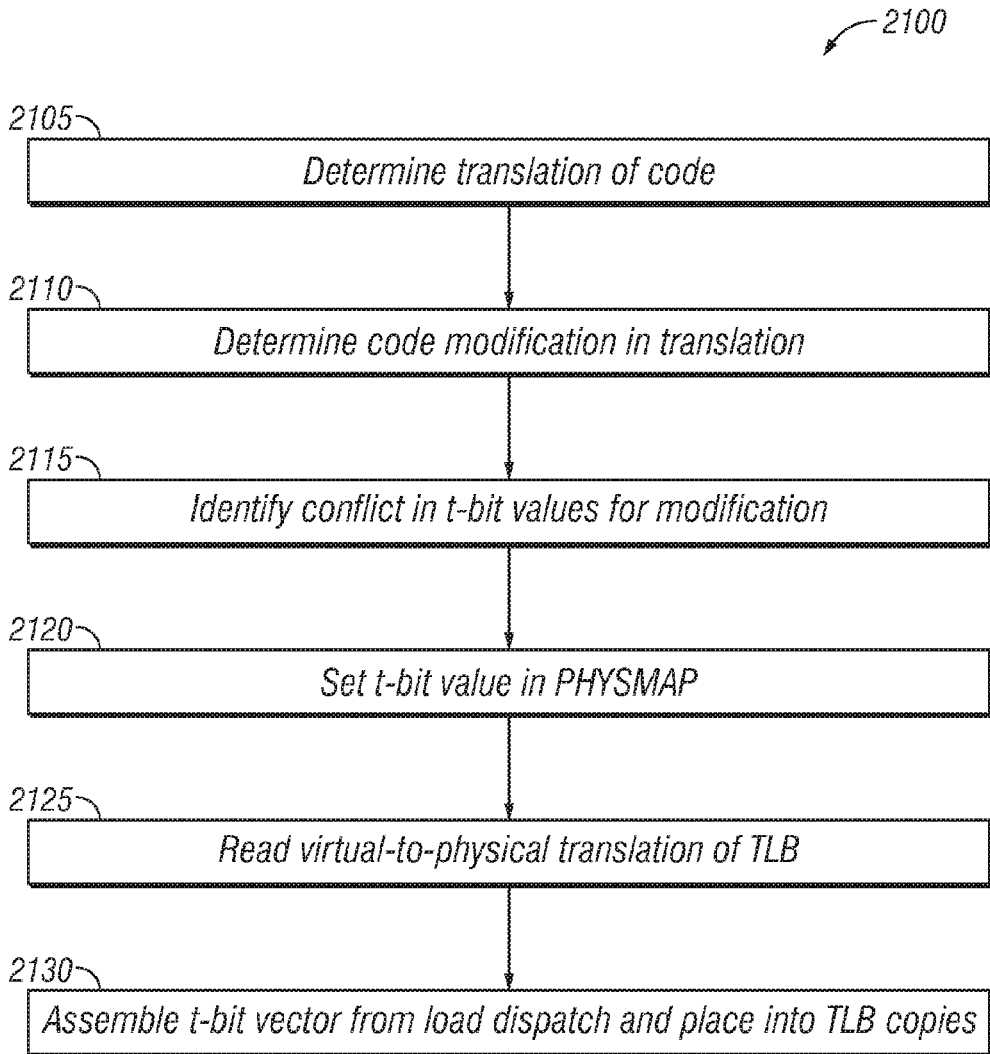 2100
2105
Determine translation of code
2110
Determine code modification in translation
2115
Identify conflict in t-bit values for modification
2120
Set t-bit value in PHYSMAP
2125
Read virtual-to-physical translation of TLB
2130
Assemble t-bit vector from load dispatch and place into TLB copies